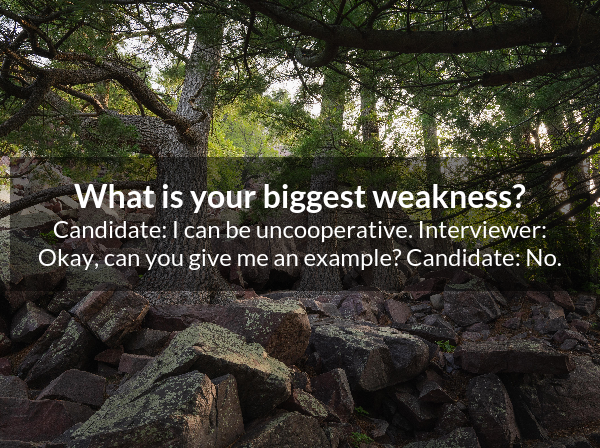 What is your biggest weakness?
Candidate: I can be uncooperative. Interviewer:
Okay, can you give me an example? Candidate: No.